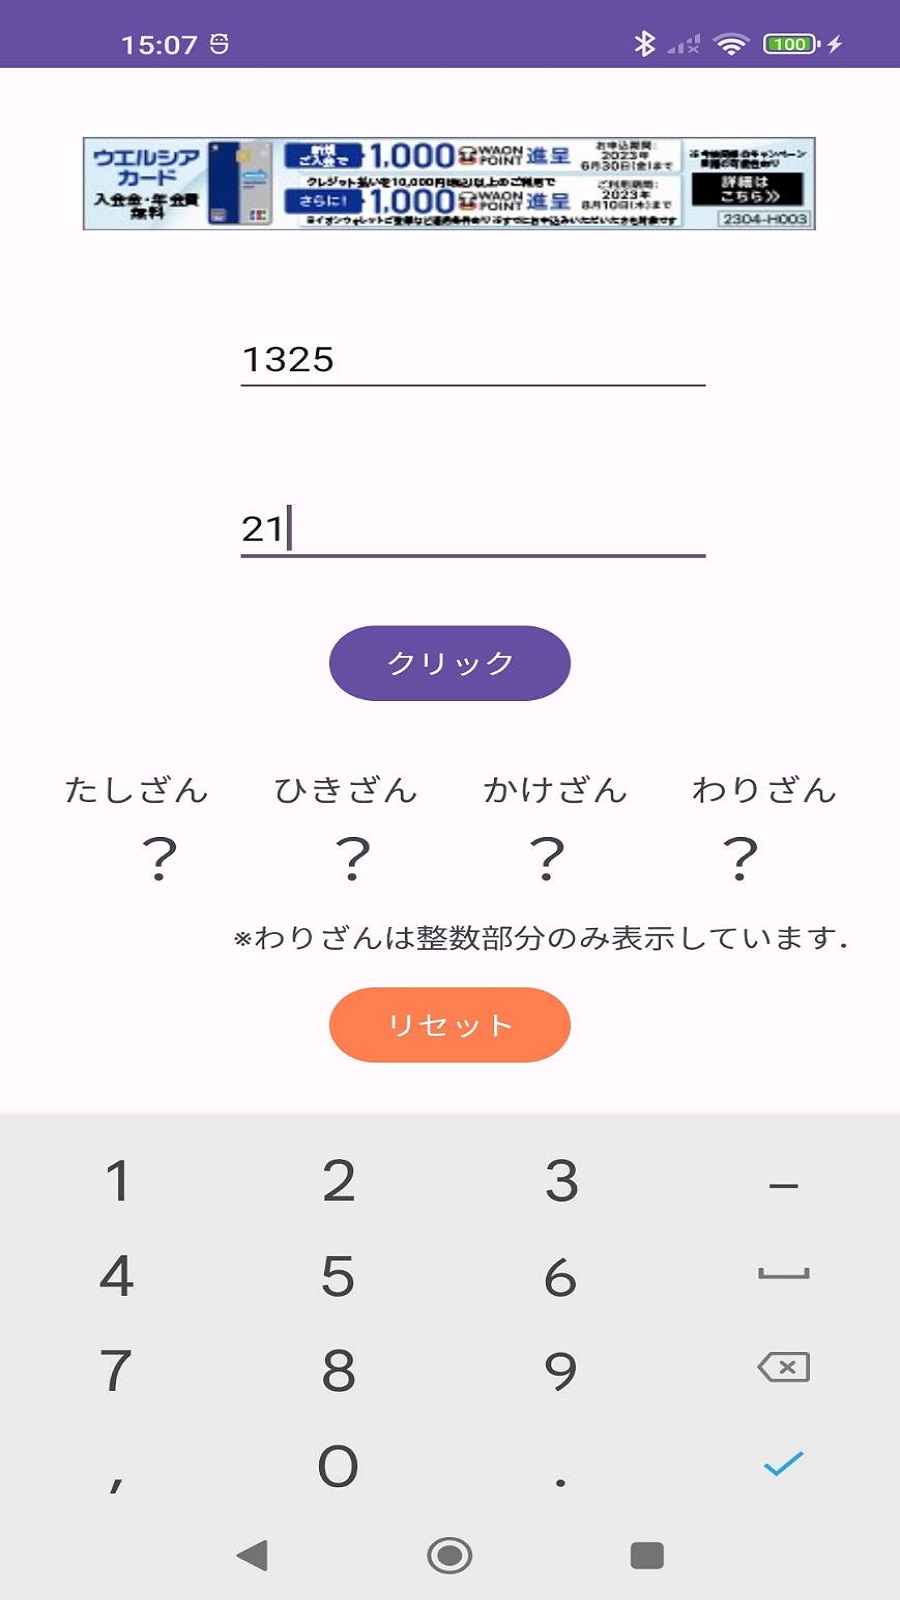 15:07
100
ウエルシア
カード
入会金・年会費
無料
新規
ご入会で
1,000 WAON POINT 進呈
お申込期間:
2023年
6月30日(金)まで
クレジット払いを10,000円(税込)以上のご利用で
さらに!
1,000 WAON POINT 進呈
ご利用期間:
2023年
8月10日(木)まで
詳細は
こちら》
2304-H003
1325
21
クリック
たしざん ひきざん かけざん わりざん
? ? ? ?
※わりざんは整数部分のみ表示しています.
リセット
1 2 3 –
4 5 6
7 8 9
, 0 .